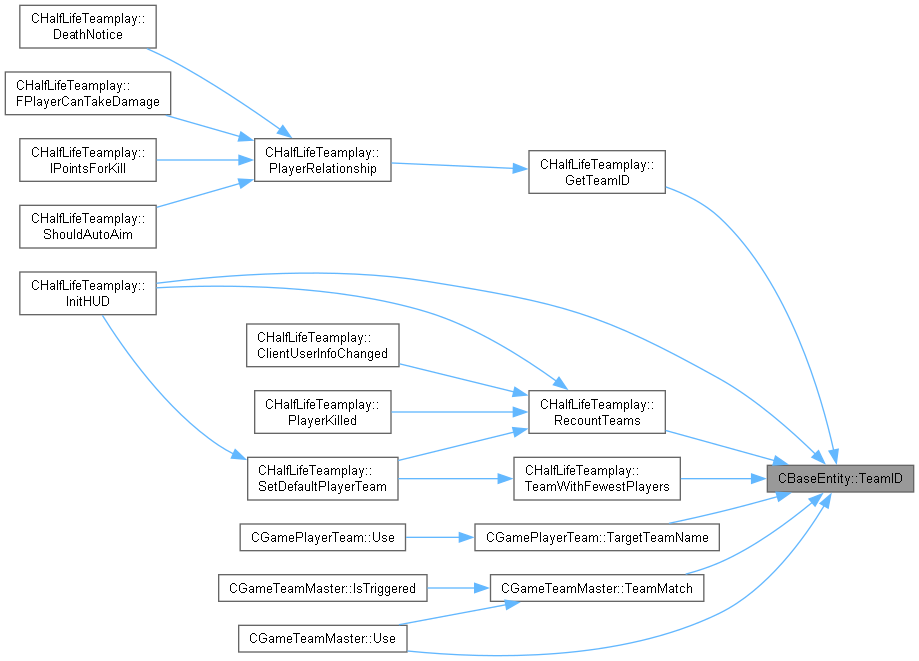 CHalfLifeTeamplay::
DeathNotice
CHalfLifeTeamplay::
FPlayerCanTakeDamage
CHalfLifeTeamplay::
IPointsForKill
CHalfLifeTeamplay::
ShouldAutoAim
CHalfLifeTeamplay::
InitHUD
CHalfLifeTeamplay::
PlayerRelationship
CHalfLifeTeamplay::
GetTeamID
CHalfLifeTeamplay::
ClientUserInfoChanged
CHalfLifeTeamplay::
PlayerKilled
CHalfLifeTeamplay::
RecountTeams
CHalfLifeTeamplay::
SetDefaultPlayerTeam
CHalfLifeTeamplay::
TeamWithFewestPlayers
CBaseEntity::TeamID
CGamePlayerTeam::Use
CGamePlayerTeam::TargetTeamName
CGameTeamMaster::IsTriggered
CGameTeamMaster::TeamMatch
CGameTeamMaster::Use